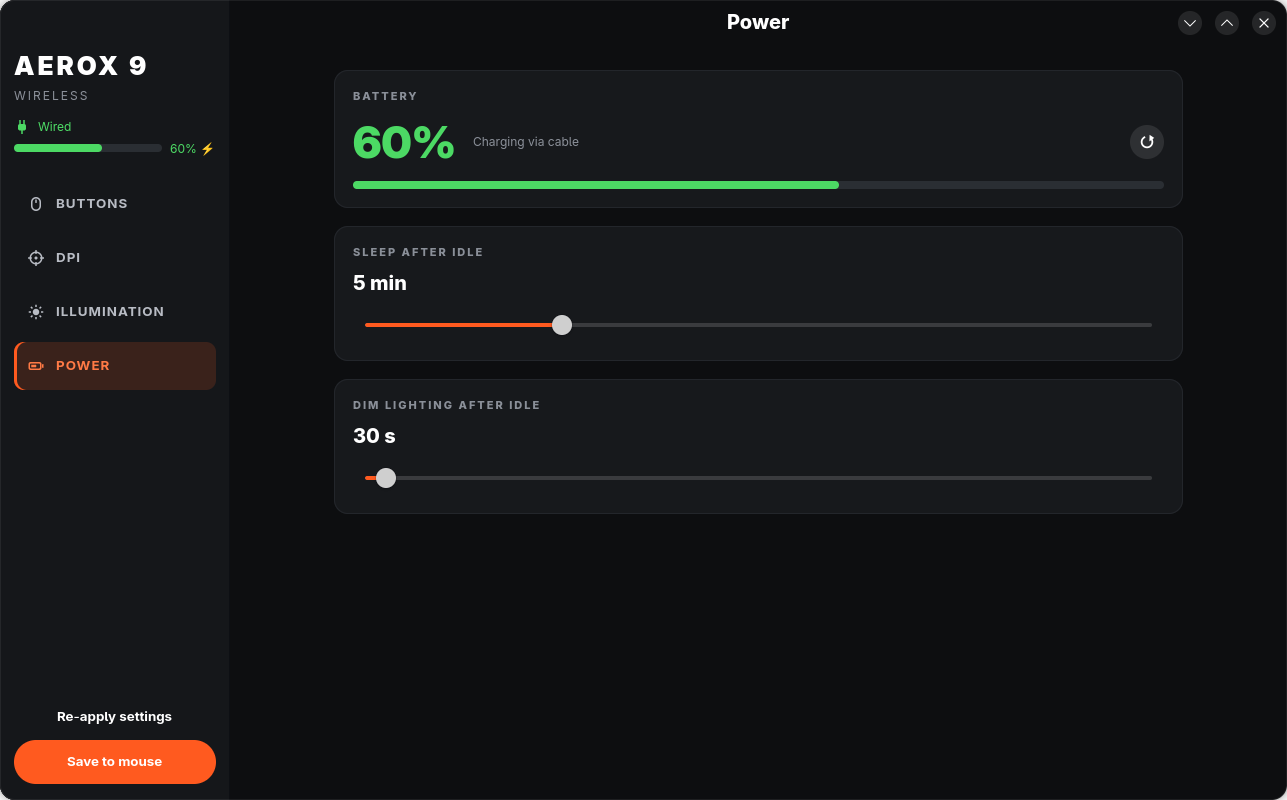 Power
AEROX 9
WIRELESS
Wired
60% ⚡
BUTTONS
DPI
ILLUMINATION
POWER
Re-apply settings
Save to mouse
BATTERY
60%
Charging via cable
SLEEP AFTER IDLE
5 min
DIM LIGHTING AFTER IDLE
30 s